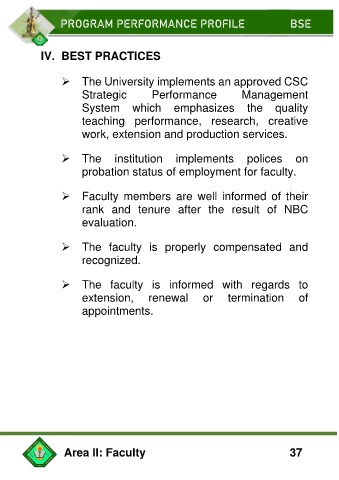 PROGRAM PERFORMANCE PROFILE BSE
IV. BEST PRACTICES
➢ The University implements an approved CSC
Strategic Performance Management
System which emphasizes the quality
teaching performance, research, creative
work, extension and production services.
➢ The institution implements polices on
probation status of employment for faculty.
➢ Faculty members are well informed of their
rank and tenure after the result of NBC
evaluation.
➢ The faculty is properly compensated and
recognized.
➢ The faculty is informed with regards to
extension, renewal or termination of
appointments.
Area II: Faculty 37